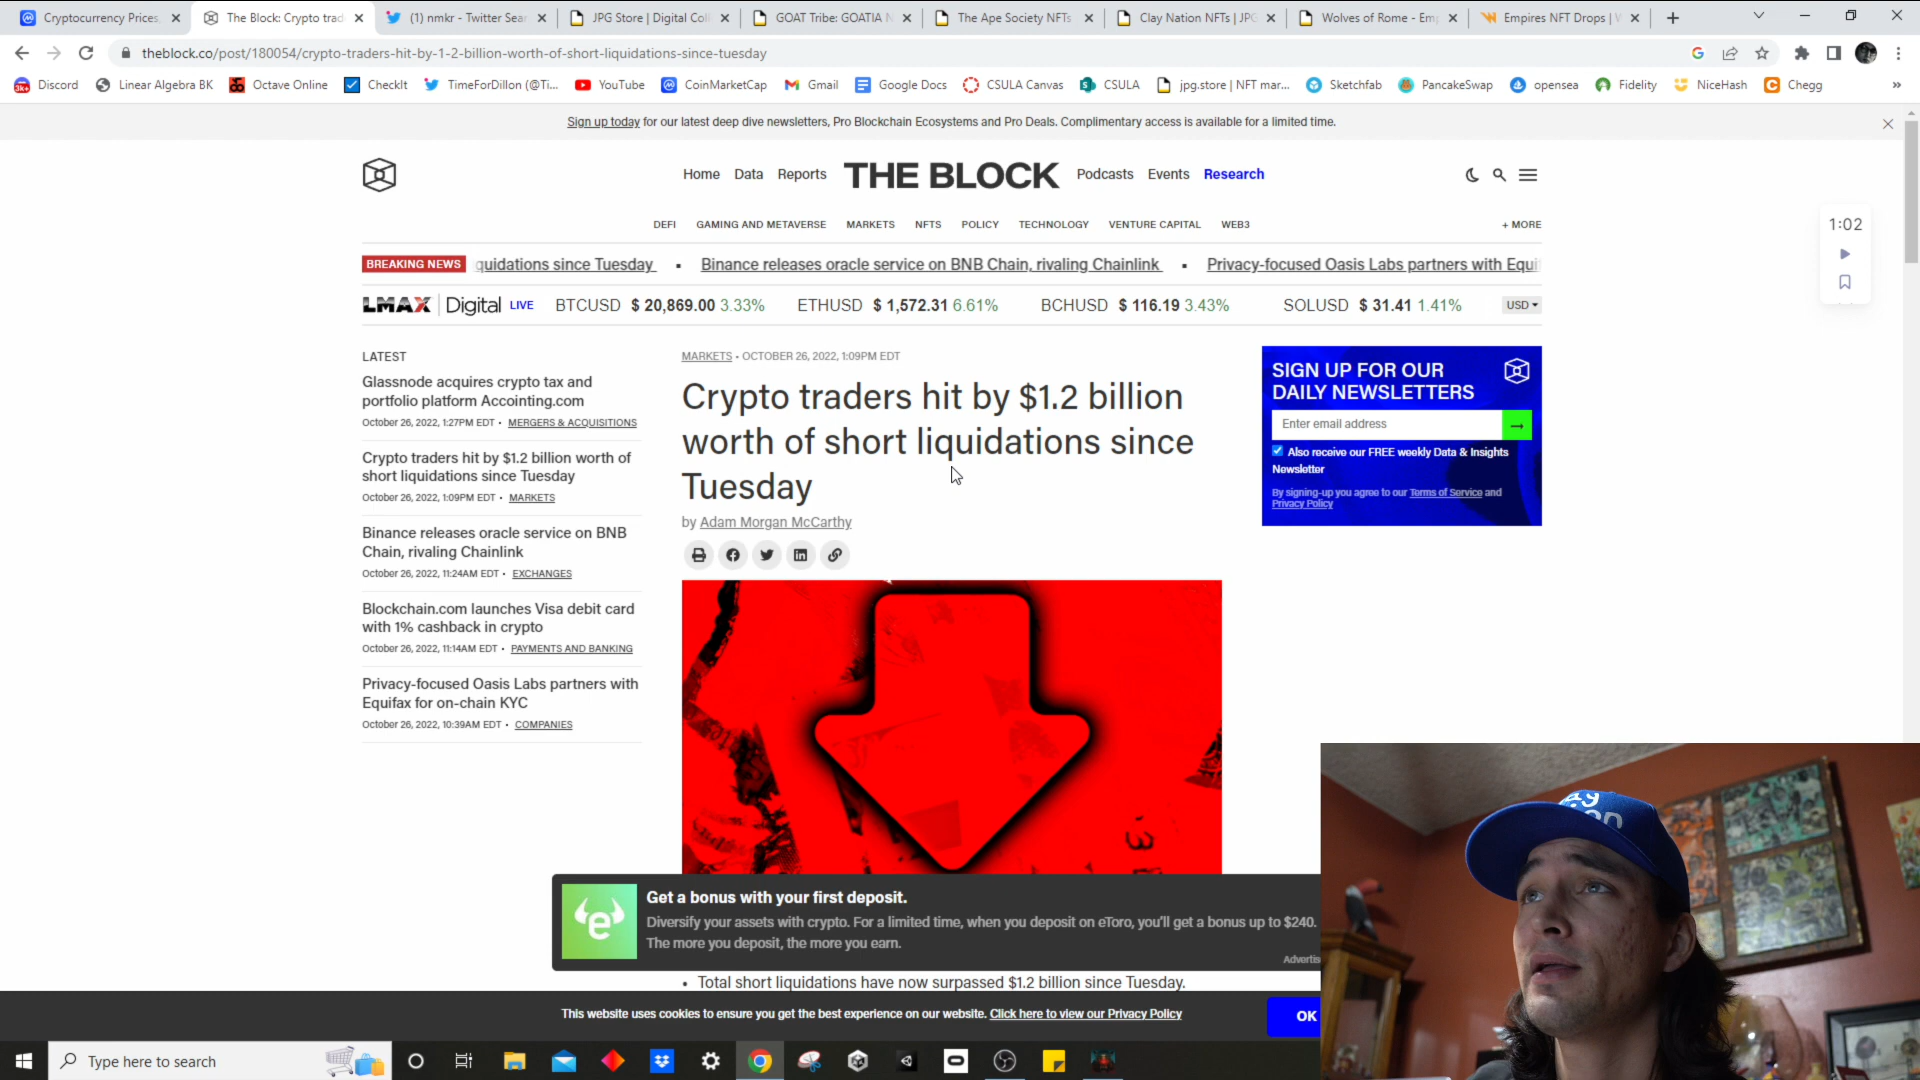 Cryptocurrency Prices,
The Block: Crypto trad
(1) nmkr - Twitter Sear
JPG Store | Digital Coll
GOAT Tribe: GOATIA N
The Ape Society NFTs
Clay Nation NFTs | JPG
Wolves of Rome - Emp
Empires NFT Drops | W
theblock.co/post/180054/crypto-traders-hit-by-1-2-billion-worth-of-short-liquidations-since-tuesday
3k+ Discord
Linear Algebra BK
Octave Online
CheckIt
TimeForDillon (@Ti...
YouTube
CoinMarketCap
Gmail
Google Docs
CSULA Canvas
CSULA
jpg.store | NFT mar...
Sketchfab
PancakeSwap
opensea
Fidelity
NiceHash
Chegg
Sign up today for our latest deep dive newsletters, Pro Blockchain Ecosystems and Pro Deals. Complimentary access is available for a limited time.
Home Data Reports THE BLOCK Podcasts Events Research
DEFI GAMING AND METAVERSE MARKETS NFTS POLICY TECHNOLOGY VENTURE CAPITAL WEB3 + MORE
1:02
BREAKING NEWS quidations since Tuesday • Binance releases oracle service on BNB Chain, rivaling Chainlink • Privacy-focused Oasis Labs partners with Equi
LMAX Digital LIVE BTCUSD $ 20,869.00 3.33% ETHUSD $ 1,572.31 6.61% BCHUSD $ 116.19 3.43% SOLUSD $ 31.41 1.41% USD
LATEST
Glassnode acquires crypto tax and
portfolio platform Accointing.com
October 26, 2022, 1:27PM EDT • MERGERS & ACQUISITIONS
Crypto traders hit by $1.2 billion worth of
short liquidations since Tuesday
October 26, 2022, 1:09PM EDT • MARKETS
Binance releases oracle service on BNB
Chain, rivaling Chainlink
October 26, 2022, 11:24AM EDT • EXCHANGES
Blockchain.com launches Visa debit card
with 1% cashback in crypto
October 26, 2022, 11:14AM EDT • PAYMENTS AND BANKING
Privacy-focused Oasis Labs partners with
Equifax for on-chain KYC
October 26, 2022, 10:39AM EDT • COMPANIES
MARKETS • OCTOBER 26, 2022, 1:09PM EDT
Crypto traders hit by $1.2 billion
worth of short liquidations since
Tuesday
by Adam Morgan McCarthy
SIGN UP FOR OUR
DAILY NEWSLETTERS
Enter email address
Also receive our FREE weekly Data & Insights
Newsletter
By signing-up you agree to our Terms of Service and
Privacy Policy
Get a bonus with your first deposit.
Diversify your assets with crypto. For a limited time, when you deposit on eToro, you'll get a bonus up to $240.
The more you deposit, the more you earn.
Advertis
• Total short liquidations have now surpassed $1.2 billion since Tuesday.
This website uses cookies to ensure you get the best experience on our website. Click here to view our Privacy Policy
OK
Type here to search